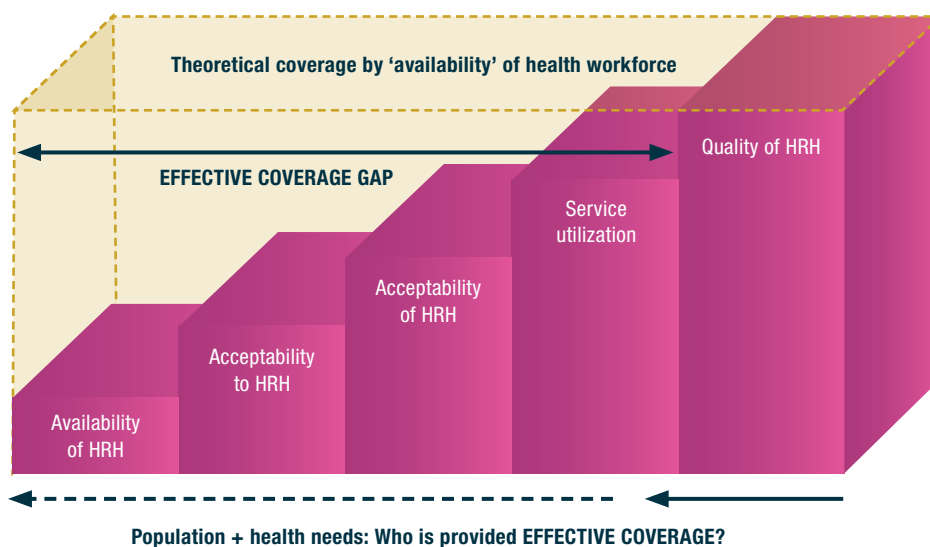 Theoretical coverage by ‘availability’ of health workforce
EFFECTIVE COVERAGE GAP
Quality of HRH
Service
utilization
Acceptability
of HRH
Acceptability
to HRH
Availability
of HRH
Population + health needs: Who is provided EFFECTIVE COVERAGE?